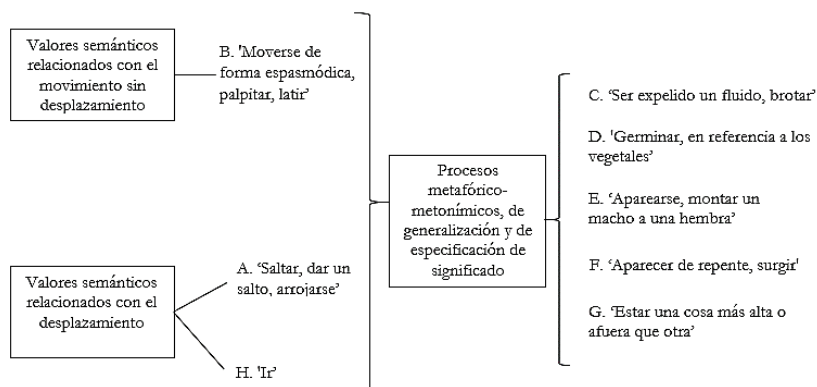 Valores semánticos
relacionados con el
movimiento sin
desplazamiento
B. 'Moverse de
forma espasmódica,
palpitar, latir’
Valores semánticos
relacionados con el
desplazamiento
A. ‘Saltar, dar un
salto, arrojarse’
H. 'Ir’
Procesos
metafórico-
metonímicos, de
generalización y de
especificación de
significado
C. ‘Ser expelido un fluido, brotar’
D. 'Germinar, en referencia a los
vegetales’
E. ‘Aparearse, montar un
macho a una hembra’
F. ‘Aparecer de repente, surgir'
G. ‘Estar una cosa más alta o
afuera que otra’